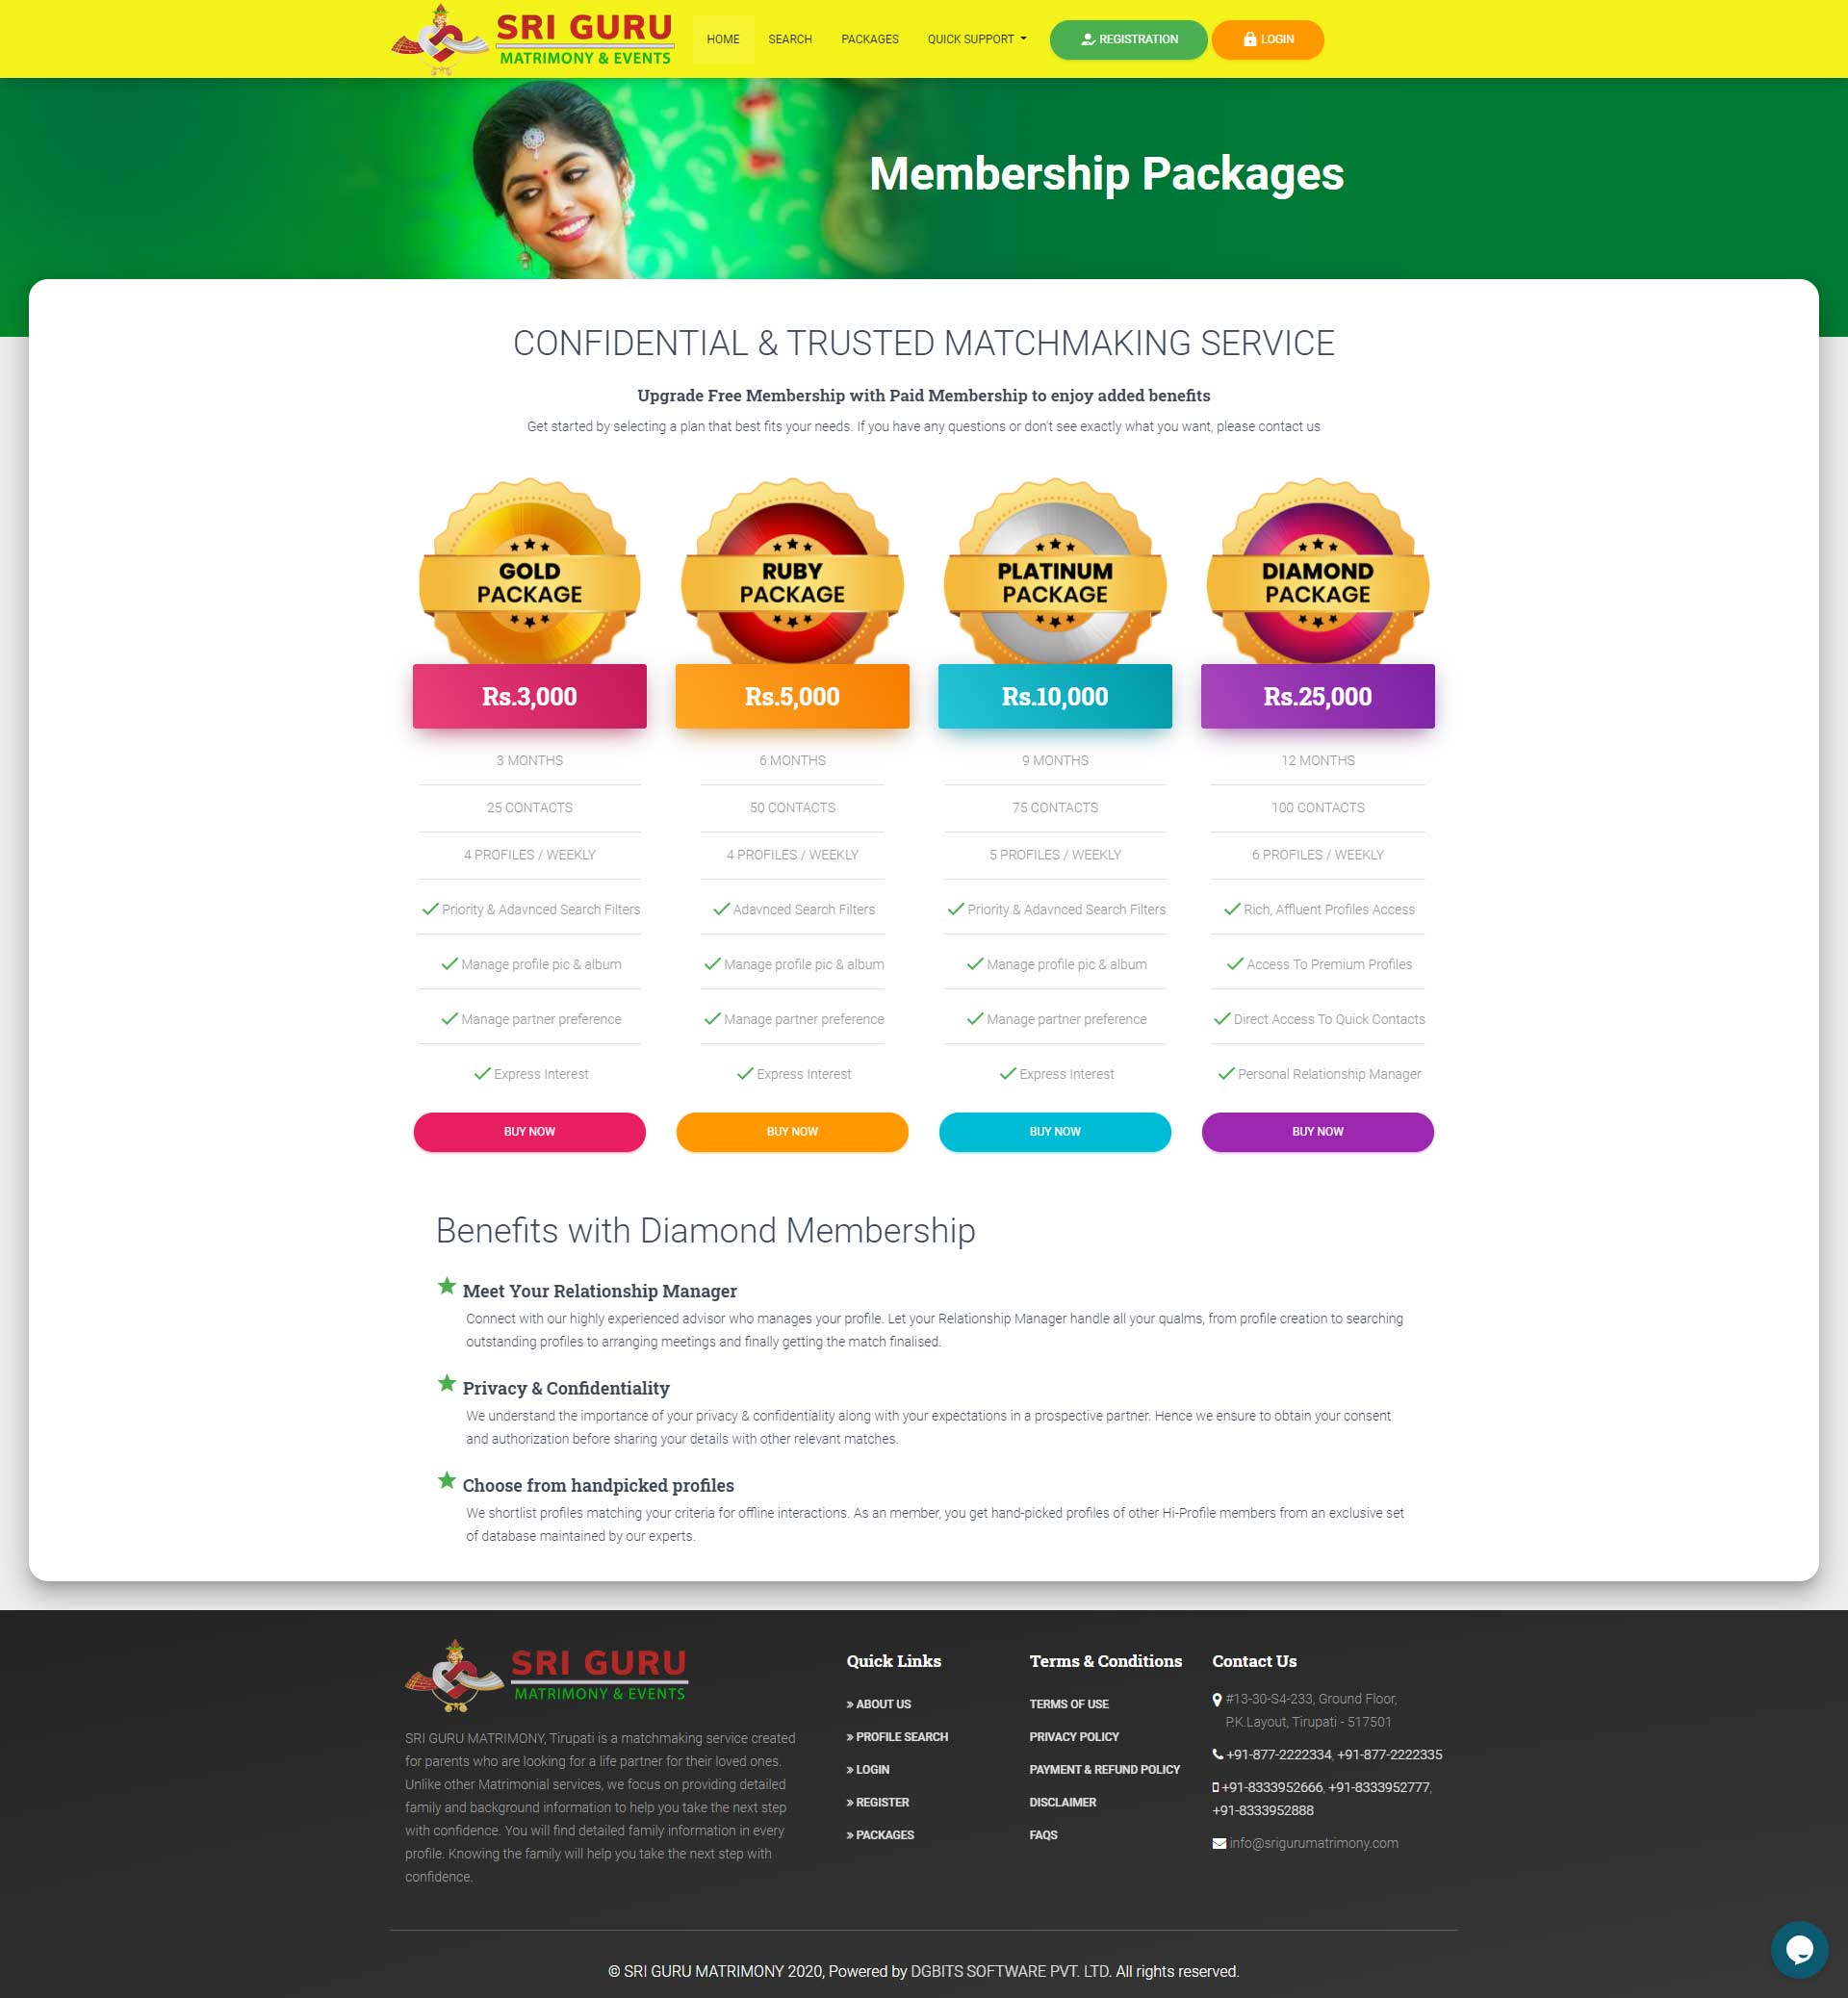 SRI GURU
MATRIMONY & EVENTS
HOME SEARCH PACKAGES QUICK SUPPORT REGISTRATION LOGIN
Membership Packages
CONFIDENTIAL & TRUSTED MATCHMAKING SERVICE
Upgrade Free Membership with Paid Membership to enjoy added benefits
Get started by selecting a plan that best fits your needs. If you have any questions or don't see exactly what you want, please contact us
GOLD
PACKAGE
Rs.3,000
3 MONTHS
25 CONTACTS
4 PROFILES / WEEKLY
Priority & Adavnced Search Filters
Manage profile pic & album
Manage partner preference
Express Interest
BUY NOW
RUBY
PACKAGE
Rs.5,000
6 MONTHS
50 CONTACTS
4 PROFILES / WEEKLY
Adavnced Search Filters
Manage profile pic & album
Manage partner preference
Express Interest
BUY NOW
PLATINUM
PACKAGE
Rs.10,000
9 MONTHS
75 CONTACTS
5 PROFILES / WEEKLY
Priority & Adavnced Search Filters
Manage profile pic & album
Manage partner preference
Express Interest
BUY NOW
DIAMOND
PACKAGE
Rs.25,000
12 MONTHS
100 CONTACTS
6 PROFILES / WEEKLY
Rich, Affluent Profiles Access
Access To Premium Profiles
Direct Access To Quick Contacts
Personal Relationship Manager
BUY NOW
Benefits with Diamond Membership
Meet Your Relationship Manager
Connect with our highly experienced advisor who manages your profile. Let your Relationship Manager handle all your qualms, from profile creation to searching
outstanding profiles to arranging meetings and finally getting the match finalised.
Privacy & Confidentiality
We understand the importance of your privacy & confidentiality along with your expectations in a prospective partner. Hence we ensure to obtain your consent
and authorization before sharing your details with other relevant matches.
Choose from handpicked profiles
We shortlist profiles matching your criteria for offline interactions. As an member, you get hand-picked profiles of other Hi-Profile members from an exclusive set
of database maintained by our experts.
SRI GURU
MATRIMONY & EVENTS
SRI GURU MATRIMONY, Tirupati is a matchmaking service created
for parents who are looking for a life partner for their loved ones.
Unlike other Matrimonial services, we focus on providing detailed
family and background information to help you take the next step
with confidence. You will find detailed family information in every
profile. Knowing the family will help you take the next step with
confidence.
Quick Links
» ABOUT US
» PROFILE SEARCH
» LOGIN
» REGISTER
» PACKAGES
Terms & Conditions
TERMS OF USE
PRIVACY POLICY
PAYMENT & REFUND POLICY
DISCLAIMER
FAQS
Contact Us
#13-30-S4-233, Ground Floor,
P.K.Layout, Tirupati - 517501
+91-877-2222334, +91-877-2222335
+91-8333952666, +91-8333952777,
+91-8333952888
info@srigurumatrimony.com
© SRI GURU MATRIMONY 2020, Powered by DGBITS SOFTWARE PVT. LTD. All rights reserved.